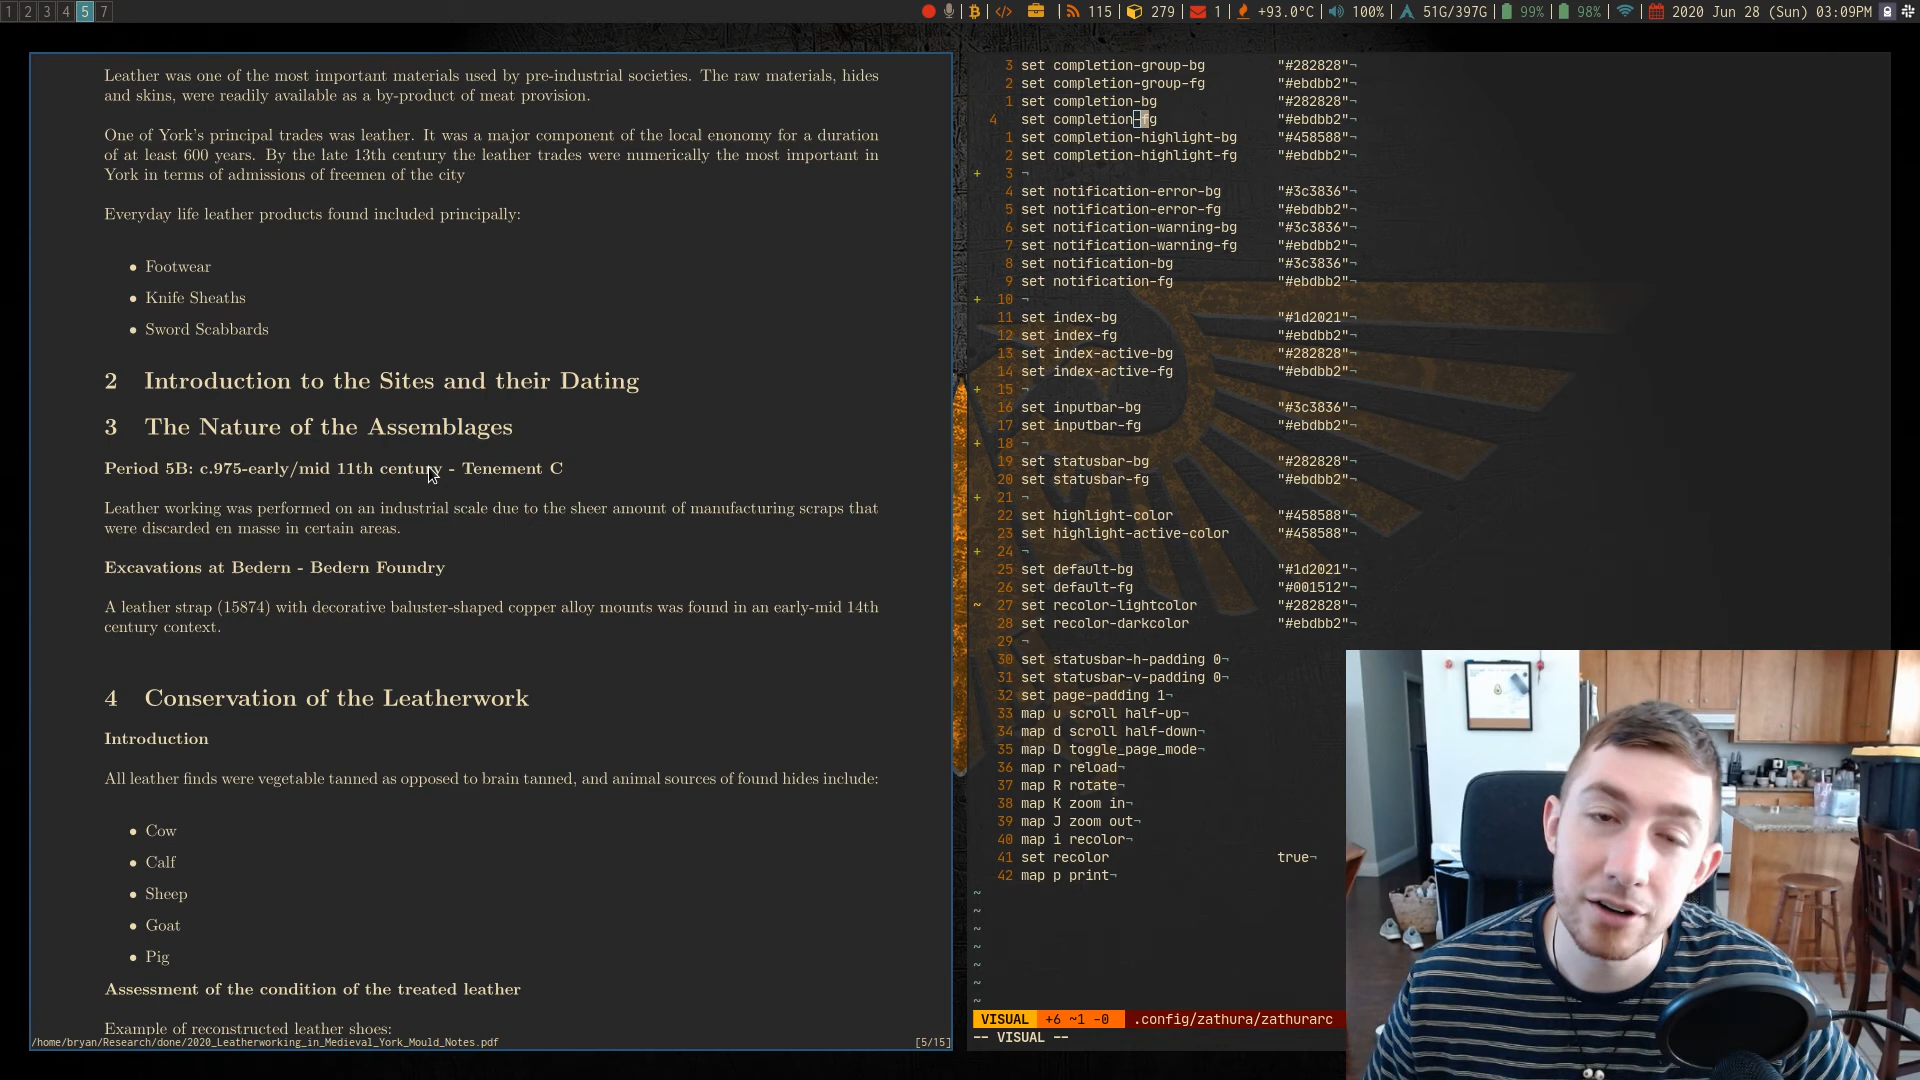 1 2 3 4 5 7
115 279 1 +93.0°C 100% 51G/397G 99% 98% 2020 Jun 28 (Sun) 03:09PM
Leather was one of the most important materials used by pre-industrial societies. The raw materials, hides
and skins, were readily available as a by-product of meat provision.
One of York's principal trades was leather. It was a major component of the local enonomy for a duration
of at least 600 years. By the late 13th century the leather trades were numerically the most important in
York in terms of admissions of freemen of the city
Everyday life leather products found included principally:
• Footwear
• Knife Sheaths
• Sword Scabbards
2 Introduction to the Sites and their Dating
3 The Nature of the Assemblages
Period 5B: c.975-early/mid 11th century - Tenement C
Leather working was performed on an industrial scale due to the sheer amount of manufacturing scraps that
were discarded en masse in certain areas.
Excavations at Bedern - Bedern Foundry
A leather strap (15874) with decorative baluster-shaped copper alloy mounts was found in an early-mid 14th
century context.
4 Conservation of the Leatherwork
Introduction
All leather finds were vegetable tanned as opposed to brain tanned, and animal sources of found hides include:
• Cow
• Calf
• Sheep
• Goat
• Pig
Assessment of the condition of the treated leather
Example of reconstructed leather shoes:
/home/bryan/Research/done/2020_Leatherworking_in_Medieval_York_Mould_Notes.pdf [5/15]
3 set completion-group-bg "#282828"¬
2 set completion-group-fg "#ebdbb2"¬
1 set completion-bg "#282828"¬
4 set completion-fg "#ebdbb2"¬
1 set completion-highlight-bg "#458588"¬
2 set completion-highlight-fg "#ebdbb2"¬
+ 3 ¬
4 set notification-error-bg "#3c3836"¬
5 set notification-error-fg "#ebdbb2"¬
6 set notification-warning-bg "#3c3836"¬
7 set notification-warning-fg "#ebdbb2"¬
8 set notification-bg "#3c3836"¬
9 set notification-fg "#ebdbb2"¬
+ 10 ¬
11 set index-bg "#1d2021"¬
12 set index-fg "#ebdbb2"¬
13 set index-active-bg "#282828"¬
14 set index-active-fg "#ebdbb2"¬
+ 15 ¬
16 set inputbar-bg "#3c3836"¬
17 set inputbar-fg "#ebdbb2"¬
+ 18 ¬
19 set statusbar-bg "#282828"¬
20 set statusbar-fg "#ebdbb2"¬
+ 21 ¬
22 set highlight-color "#458588"¬
23 set highlight-active-color "#458588"¬
+ 24 ¬
25 set default-bg "#1d2021"¬
26 set default-fg "#001512"¬
~ 27 set recolor-lightcolor "#282828"¬
28 set recolor-darkcolor "#ebdbb2"¬
29 ¬
30 set statusbar-h-padding 0¬
31 set statusbar-v-padding 0¬
32 set page-padding 1¬
33 map u scroll half-up¬
34 map d scroll half-down¬
35 map D toggle_page_mode¬
36 map r reload¬
37 map R rotate¬
38 map K zoom in¬
39 map J zoom out¬
40 map i recolor¬
41 set recolor true¬
42 map p print¬
~
~
~
~
~
~
~
VISUAL +6 ~1 -0 .config/zathura/zathurarc
-- VISUAL --